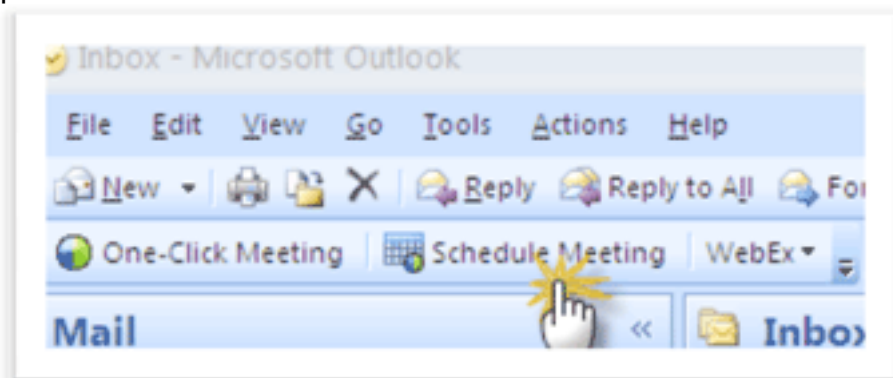 Inbox - Microsoft Outlook
File Edit View Go Tools Actions Help
New Reply Reply to All For
One-Click Meeting Schedule Meeting WebEx
Mail « Inbox